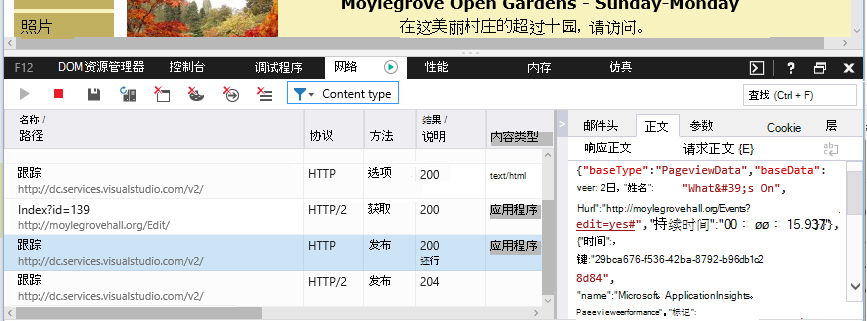 Moylegrove Open Gardens - Sunday-Monday
照片
在这美丽村庄的超过十园，请访问。
F12 DOM资源管理器 控制台 调试程序 网络 性能 内存 仿真
Content type
查找 (Ctrl + F)
名称 /
路径
协议
方法
结果 /
说明
内容类型
跟踪
http://dc.services.visualstudio.com/v2/
HTTP 选项 200 text/html
Index?id=139
http://moylegrovehall.org/Edit/
HTTP/2 获取 200 应用程序
跟踪
http://dc.services.visualstudio.com/v2/
HTTP 发布 200 应用程序
还行
跟踪
http://dc.services.visualstudio.com/v2/
HTTP/2 发布 204
邮件头 正文 参数 Cookie 层
响应正文 请求正文 {E}
{"baseType":"PageviewData","baseData":
veer: 2日，"姓名": "What&#39;s On",
Hurl":"http://moylegrovehall.org/Events?
edit=yes#","持续时间":"00： øø： 15.937"},
{"时间":,
键:"29bca676-f536-42ba-8792-b96db1c2
8d84",
"name":"Microsoft。ApplicationInsights。
"标记":